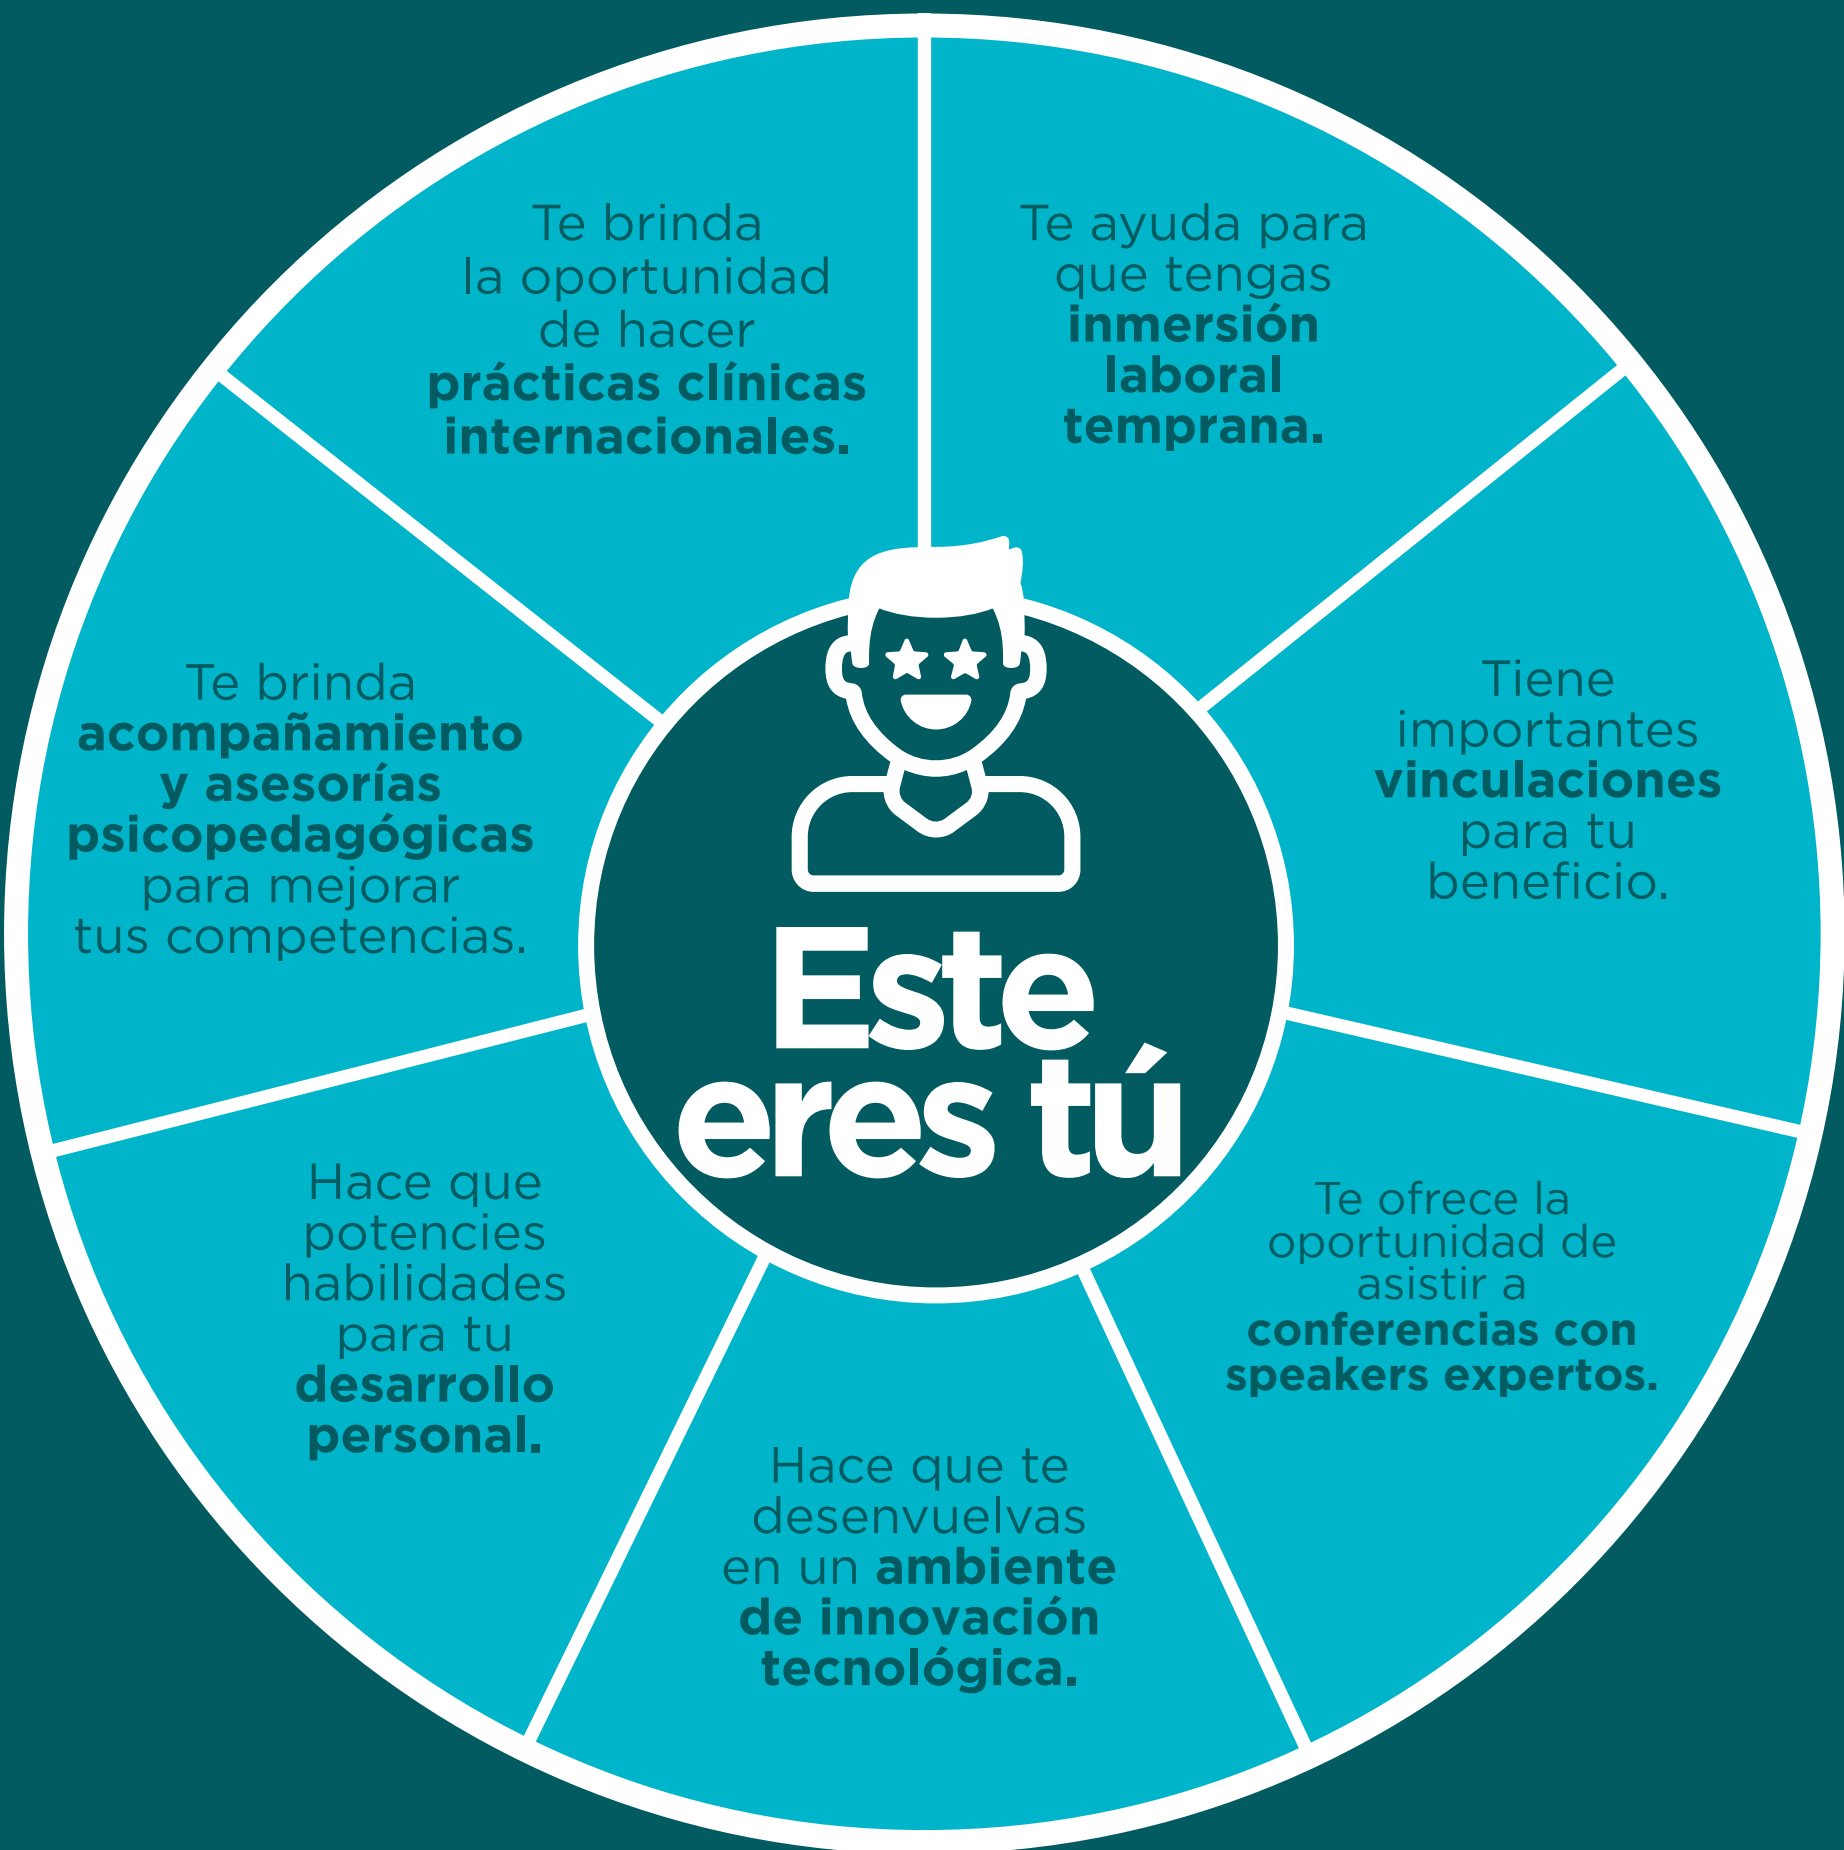 Te brinda
la oportunidad
de hacer
prácticas clínicas
internacionales.
Te ayuda para
que tengas
inmersión
laboral
temprana.
Te brinda
acompañamiento
y asesorías
psicopedagógicas
para mejorar
tus competencias.
Tiene
importantes
vinculaciones
para tu
beneficio.
Este
eres tú
Hace que
potencies
habilidades
para tu
desarrollo
personal.
Te ofrece la
oportunidad de
asistir a
conferencias con
speakers expertos.
Hace que te
desenvuelvas
en un ambiente
de innovación
tecnológica.